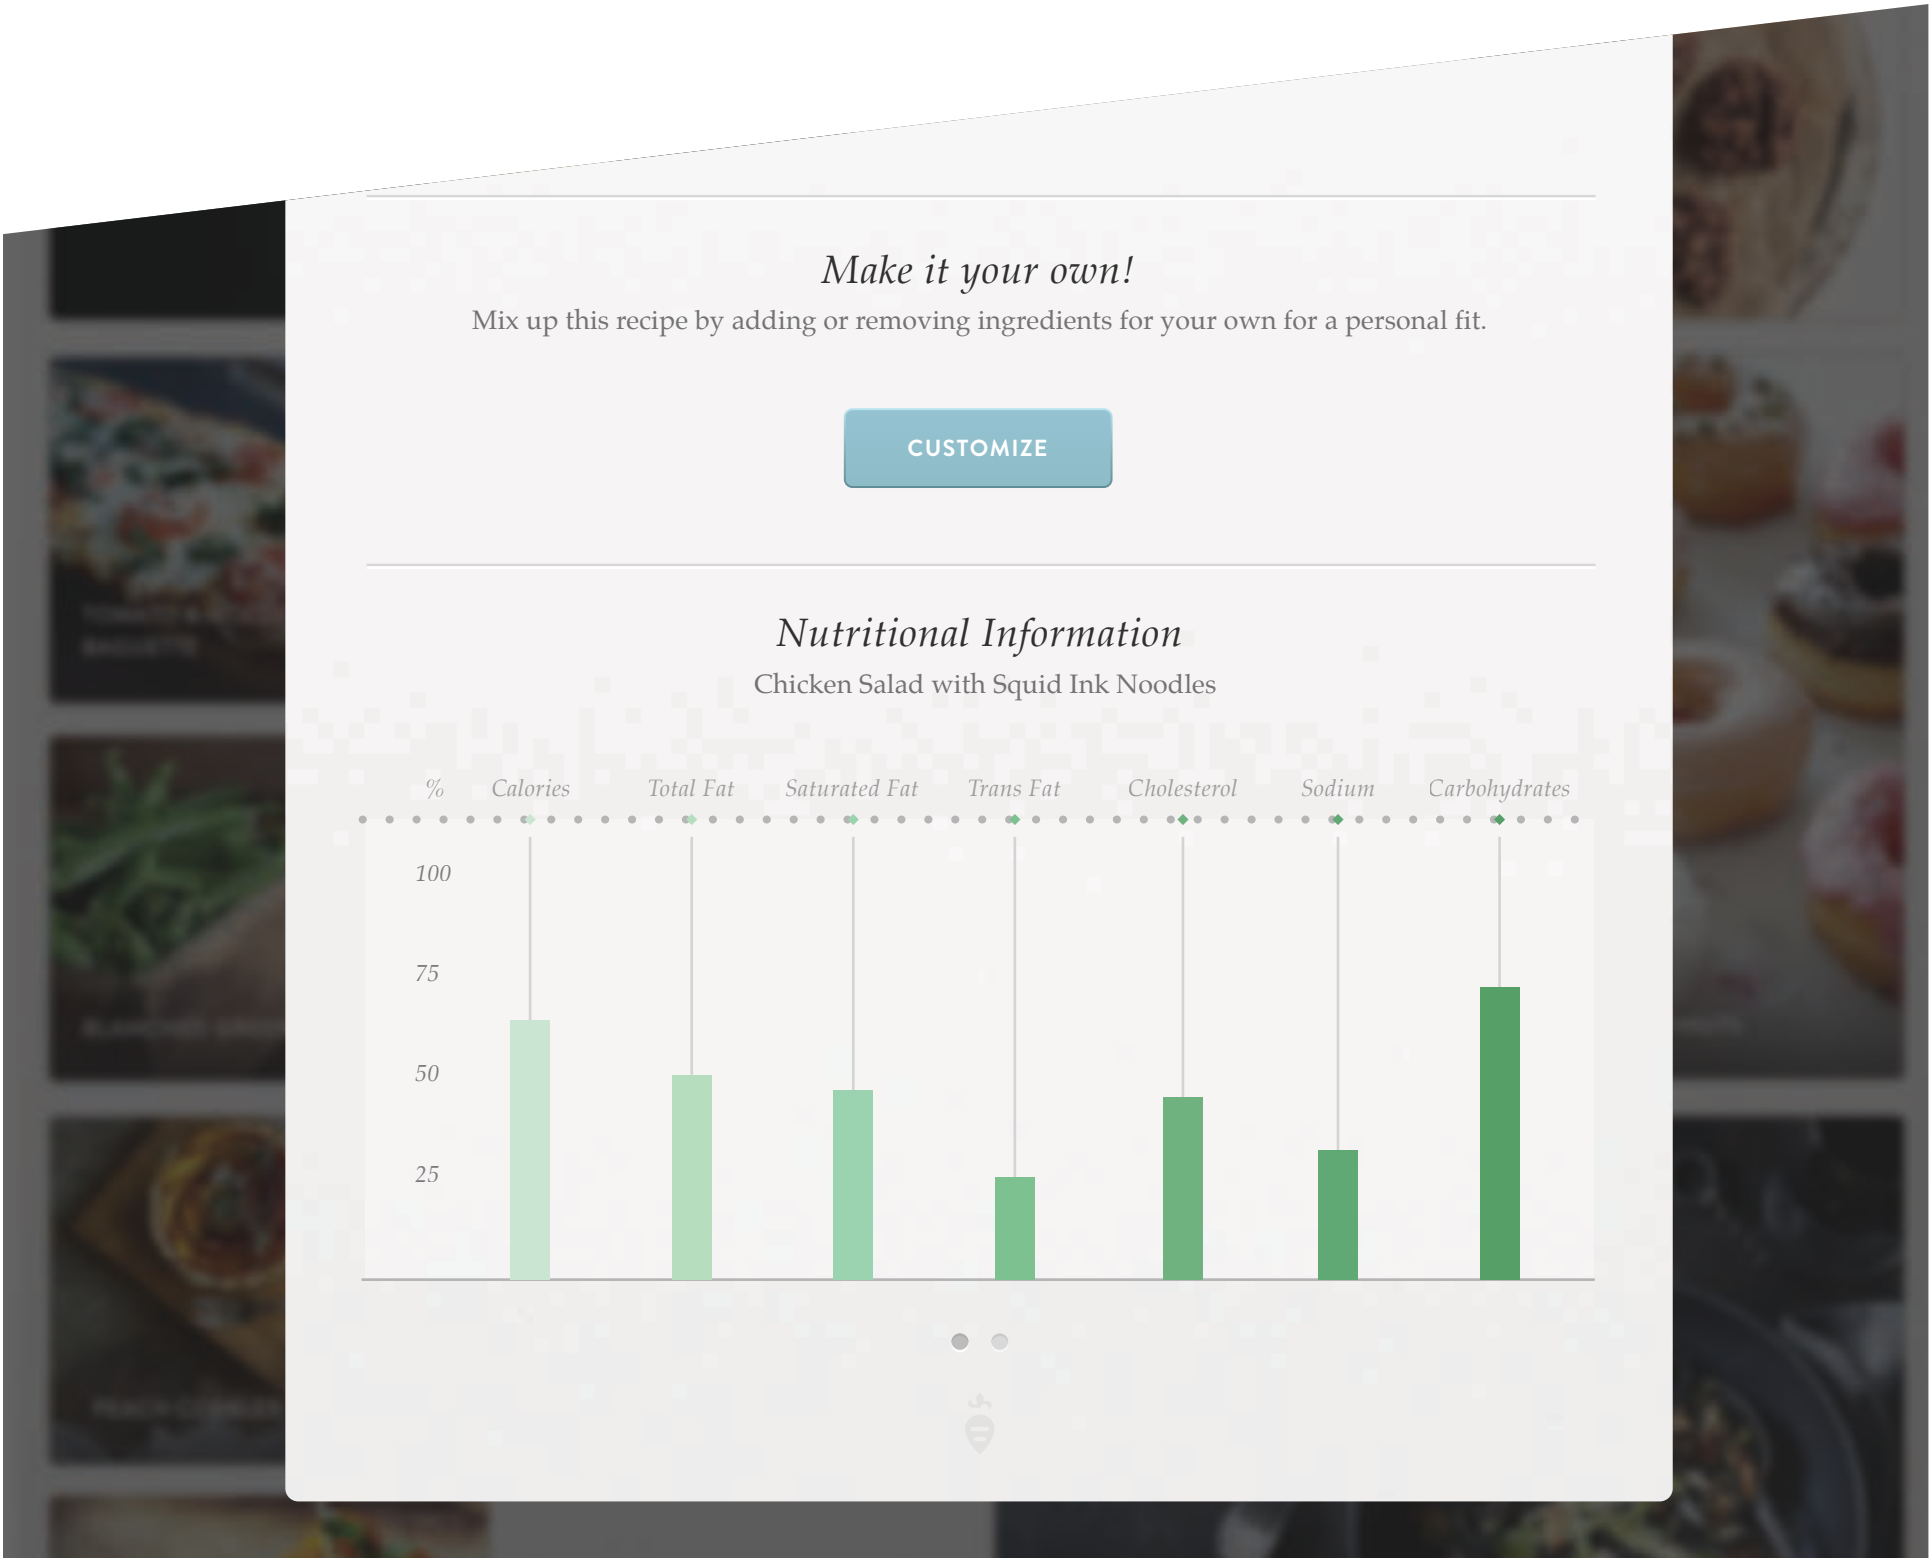 Make it your own!
Mix up this recipe by adding or removing ingredients for your own for a personal fit.
CUSTOMIZE
Nutritional Information
Chicken Salad with Squid Ink Noodles
% Calories Total Fat Saturated Fat Trans Fat Cholesterol Sodium Carbohydrates
100
75
50
25
BAGUETTE